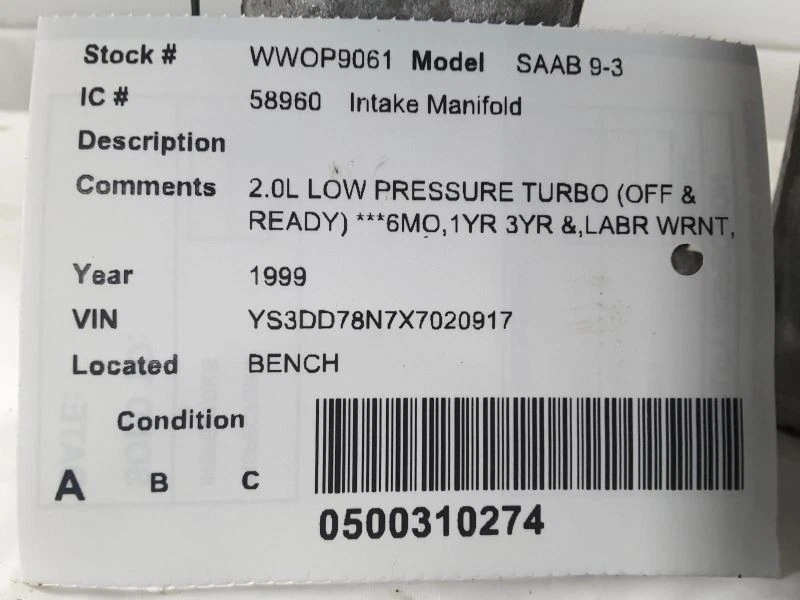 Stock # WWOP9061 Model SAAB 9-3
IC # 58960 Intake Manifold
Description
Comments 2.0L LOW PRESSURE TURBO (OFF &
READY) ***6MO,1YR 3YR &,LABR WRNT,
Year 1999
VIN YS3DD78N7X7020917
Located BENCH
Condition
A B C
0500310274